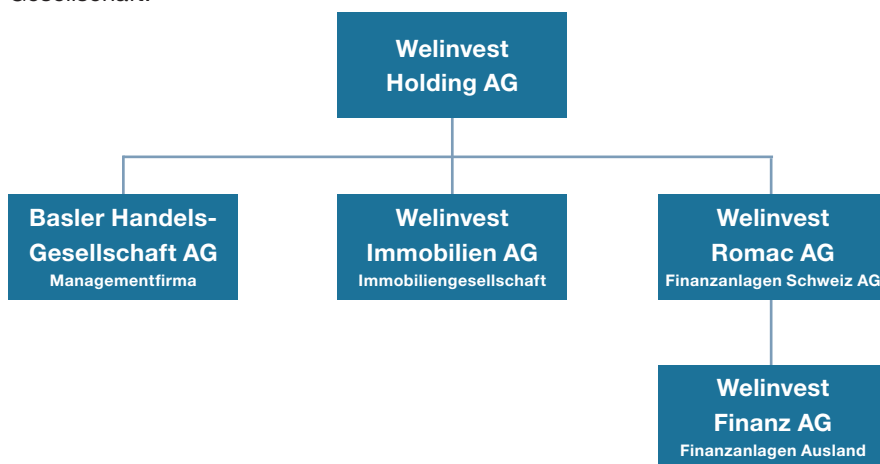 Gesellschaft.
Welinvest
Holding AG
Basler Handels-
Gesellschaft AG
Managementfirma
Welinvest
Immobilien AG
Immobiliengesellschaft
Welinvest
Romac AG
Finanzanlagen Schweiz AG
Welinvest
Finanz AG
Finanzanlagen Ausland